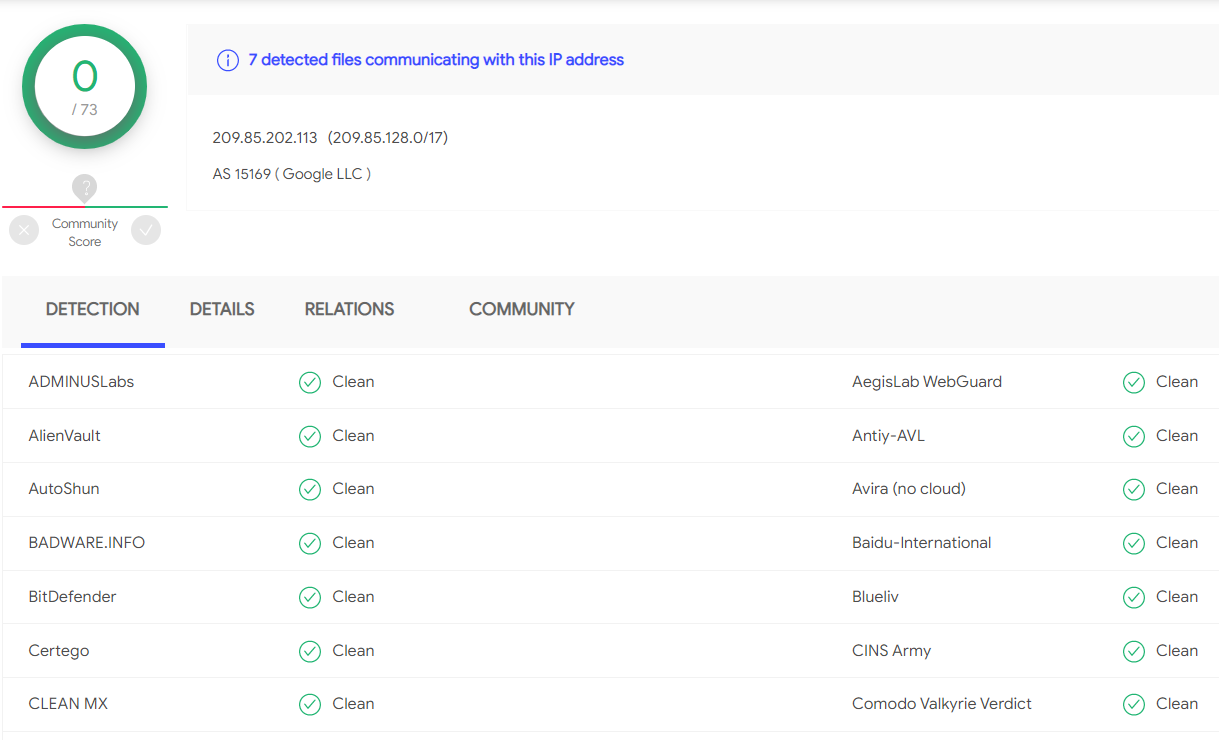 0
/ 73
?
Community
Score
7 detected files communicating with this IP address
209.85.202.113 (209.85.128.0/17)
AS 15169 ( Google LLC )
DETECTION DETAILS RELATIONS COMMUNITY
ADMINUSLabs Clean AegisLab WebGuard Clean
AlienVault Clean Antiy-AVL Clean
AutoShun Clean Avira (no cloud) Clean
BADWARE.INFO Clean Baidu-International Clean
BitDefender Clean Blueliv Clean
Certego Clean CINS Army Clean
CLEAN MX Clean Comodo Valkyrie Verdict Clean